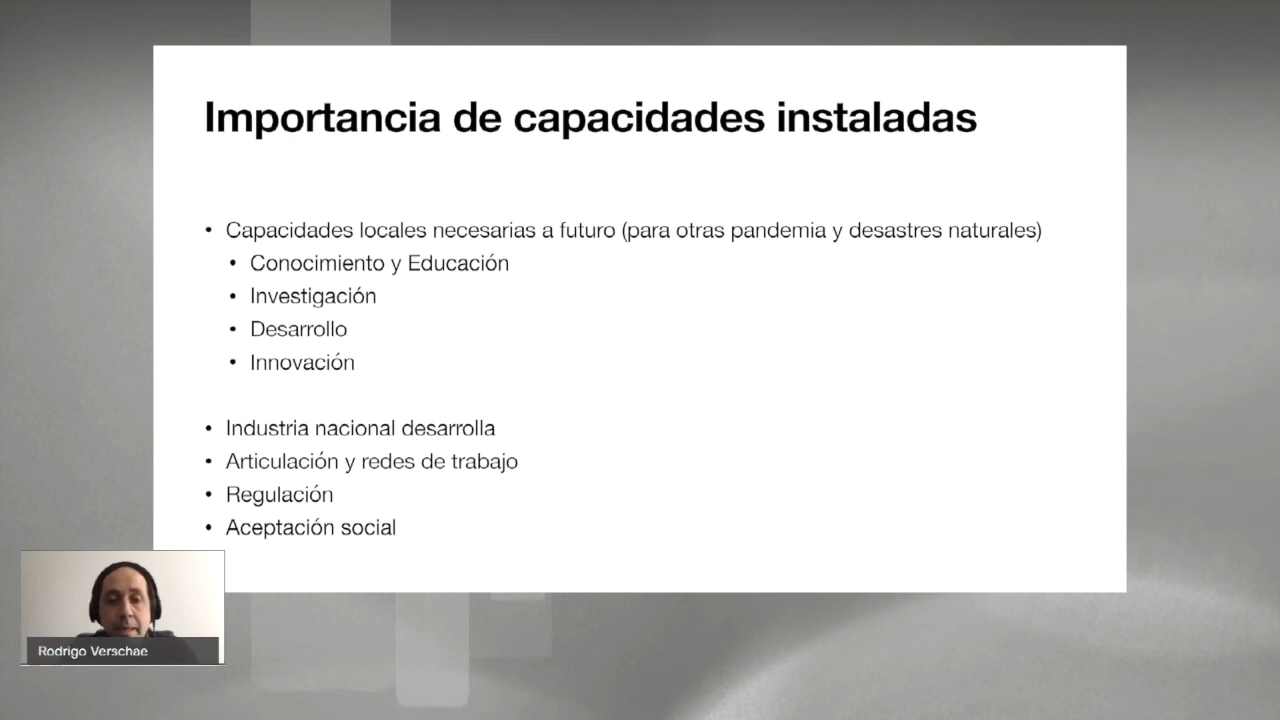 Importancia de capacidades instaladas
• Capacidades locales necesarias a futuro (para otras pandemia y desastres naturales)
• Conocimiento y Educación
• Investigación
• Desarrollo
• Innovación
• Industria nacional desarrolla
• Articulación y redes de trabajo
• Regulación
• Aceptación social
Rodrigo Verschae